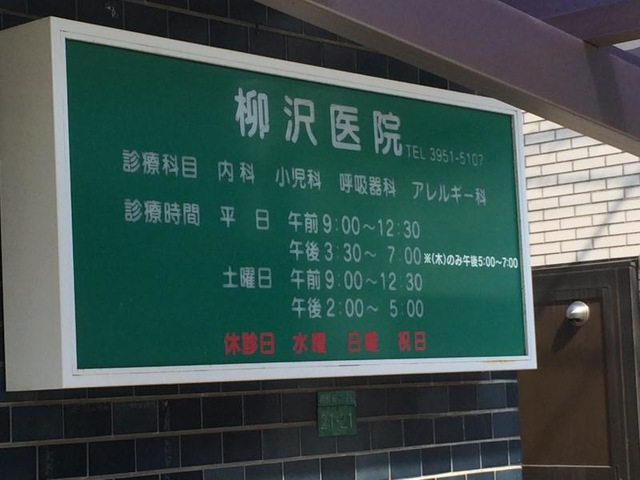 柳沢医院 TEL 3951-5107
診療科目 内科 小児科 呼吸器科 アレルギー科
診療時間 平日 午前9:00〜12:30
午後3:30〜 7:00 ※(木)のみ午後5:00〜7:00
土曜日 午前9:00〜12:30
午後2:00〜 5:00
休診日 水曜 日曜 祝日
21-21